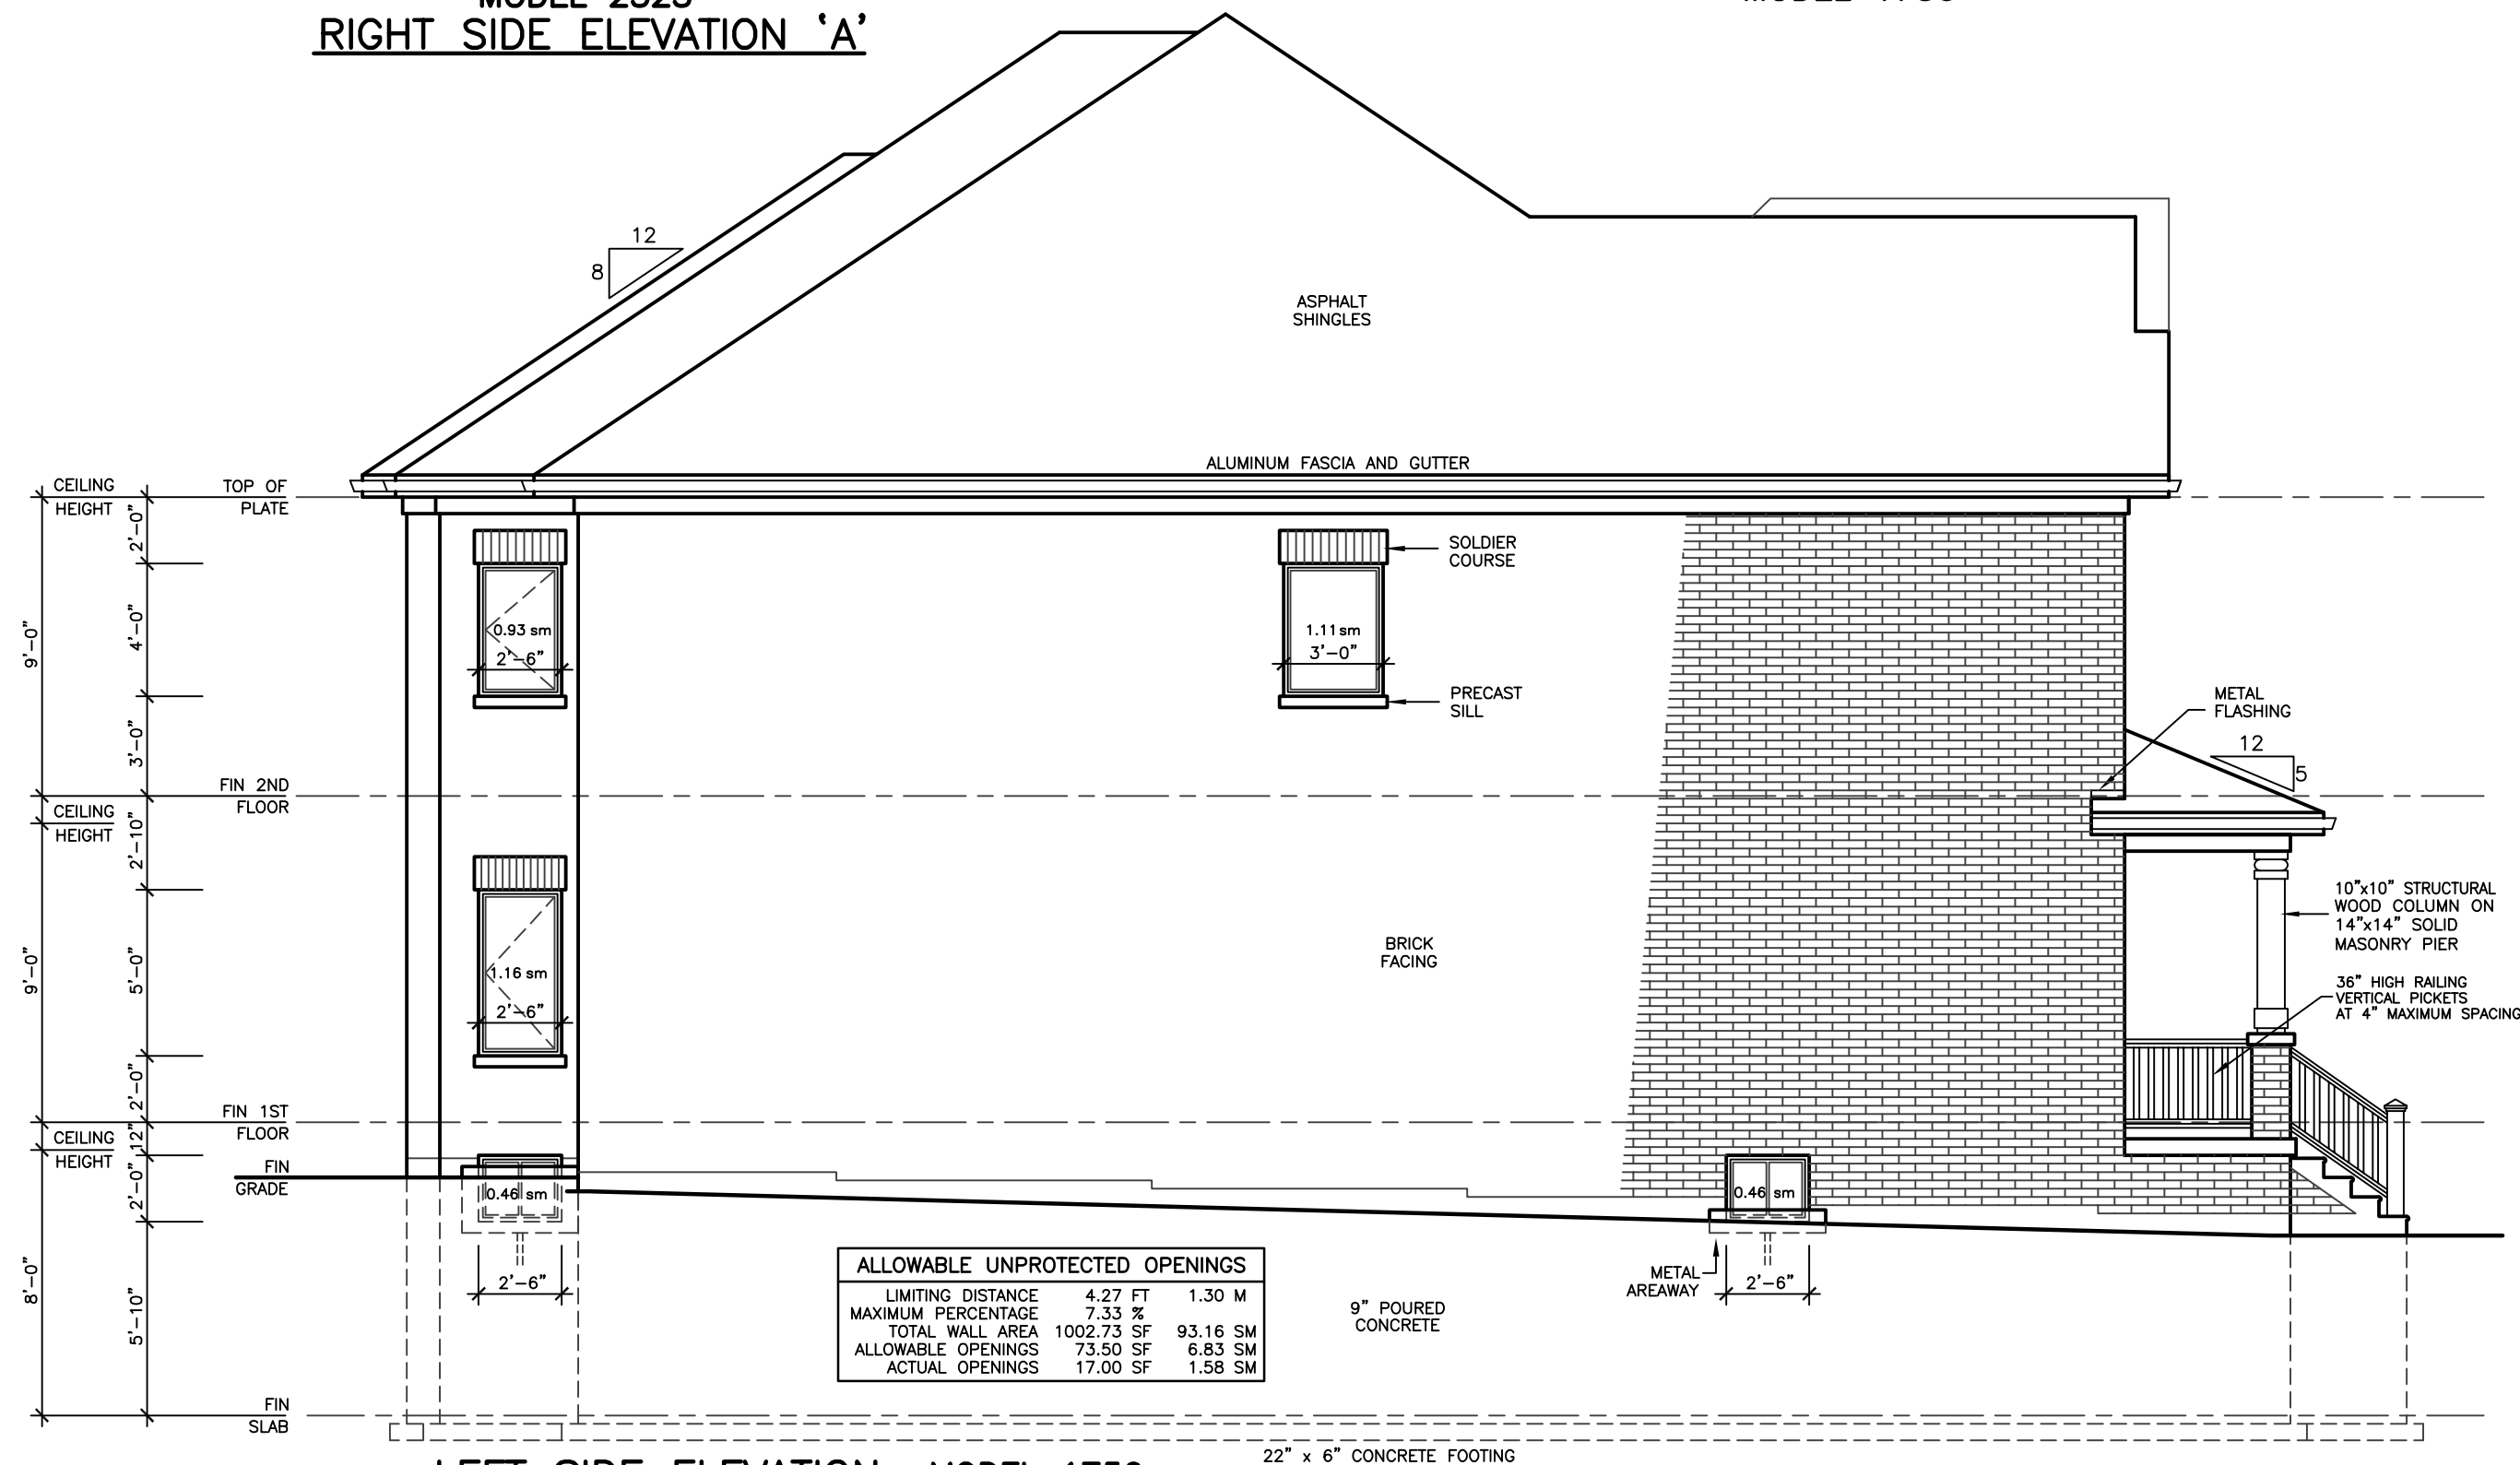 RIGHT SIDE ELEVATION ‘A’
12
8
ASPHALT
SHINGLES
ALUMINUM FASCIA AND GUTTER
CEILING
HEIGHT
TOP OF
PLATE
2'-0"
4'-0"
9'-0"
3'-0"
SOLDIER
COURSE
0.93 sm
2'-6"
1.11 sm
3'-0"
PRECAST
SILL
METAL
FLASHING
12
5
FIN 2ND
FLOOR
CEILING
HEIGHT
2'-10"
5'-0"
9'-0"
2'-0"
1.16 sm
2'-6"
BRICK
FACING
10"x10" STRUCTURAL
WOOD COLUMN ON
14"x14" SOLID
MASONRY PIER
36" HIGH RAILING
VERTICAL PICKETS
AT 4" MAXIMUM SPACING
FIN 1ST
FLOOR
CEILING
HEIGHT
12"
2'-0"
FIN
GRADE
0.46 sm
2'-6"
0.46 sm
2'-6"
METAL
AREAWAY
8'-0"
5'-10"
ALLOWABLE UNPROTECTED OPENINGS
LIMITING DISTANCE 4.27 FT 1.30 M
MAXIMUM PERCENTAGE 7.33 %
TOTAL WALL AREA 1002.73 SF 93.16 SM
ALLOWABLE OPENINGS 73.50 SF 6.83 SM
ACTUAL OPENINGS 17.00 SF 1.58 SM
9" POURED
CONCRETE
FIN
SLAB
22" x 6" CONCRETE FOOTING
LEFT SIDE ELEVATION